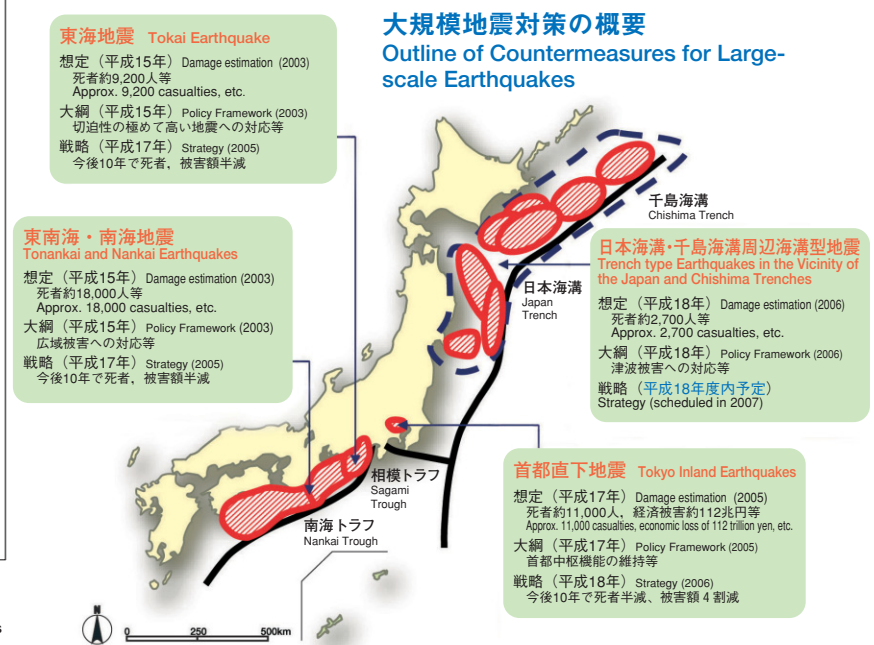 大規模地震対策の概要
Outline of Countermeasures for Large-
scale Earthquakes
東海地震 Tokai Earthquake
想定（平成15年）Damage estimation (2003)
死者約9,200人等
Approx. 9,200 casualties, etc.
大綱（平成15年）Policy Framework (2003)
切迫性の極めて高い地震への対応等
戦略（平成17年）Strategy (2005)
今後10年で死者，被害額半減
東南海・南海地震
Tonankai and Nankai Earthquakes
想定（平成15年）Damage estimation (2003)
死者約18,000人等
Approx. 18,000 casualties, etc.
大綱（平成15年）Policy Framework (2003)
広域被害への対応等
戦略（平成17年）Strategy (2005)
今後10年で死者，被害額半減
千島海溝
Chishima Trench
日本海溝
Japan
Trench
日本海溝・千島海溝周辺海溝型地震
Trench type Earthquakes in the Vicinity of
the Japan and Chishima Trenches
想定（平成18年）Damage estimation (2006)
死者約2,700人等
Approx. 2,700 casualties, etc.
大綱（平成18年）Policy Framework (2006)
津波被害への対応等
戦略（平成18年度内予定）
Strategy (scheduled in 2007)
相模トラフ
Sagami
Trough
南海トラフ
Nankai Trough
首都直下地震 Tokyo Inland Earthquakes
想定（平成17年）Damage estimation (2005)
死者約11,000人，経済被害約112兆円等
Approx. 11,000 casualties, economic loss of 112 trillion yen, etc.
大綱（平成17年）Policy Framework (2005)
首都中枢機能の維持等
戦略（平成18年）Strategy (2006)
今後10年で死者半減、被害額4割減
N
0 250 500km
s